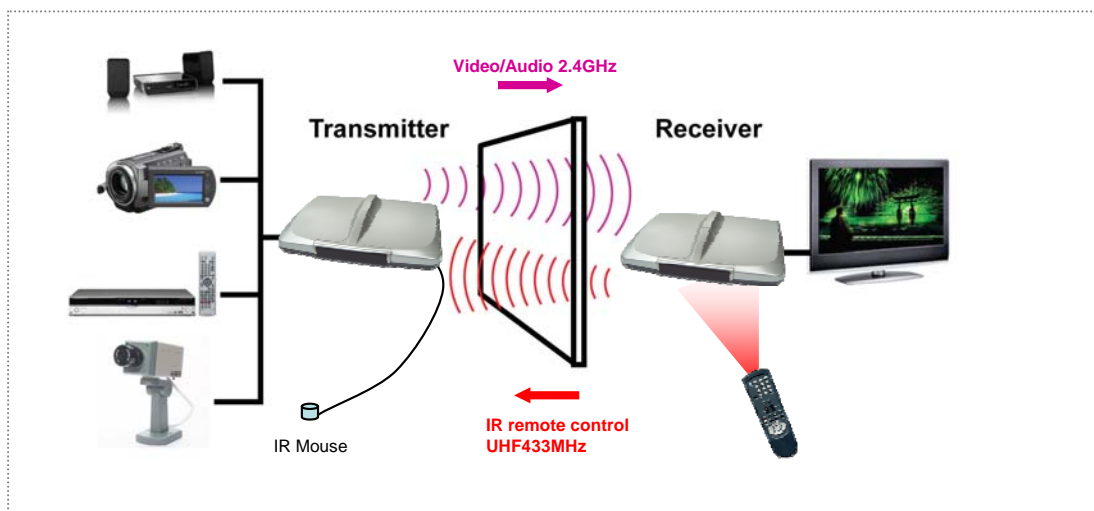 Video/Audio 2.4GHz
Transmitter
Receiver
IR Mouse
IR remote control
UHF433MHz